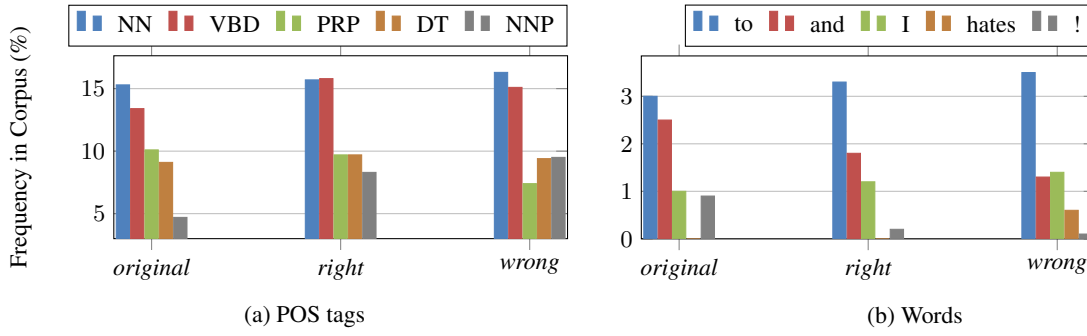 NN VBD PRP DT NNP
to and I hates !
Frequency in Corpus (%)
15
10
5
original right wrong
(a) POS tags
3
2
1
0
original right wrong
(b) Words